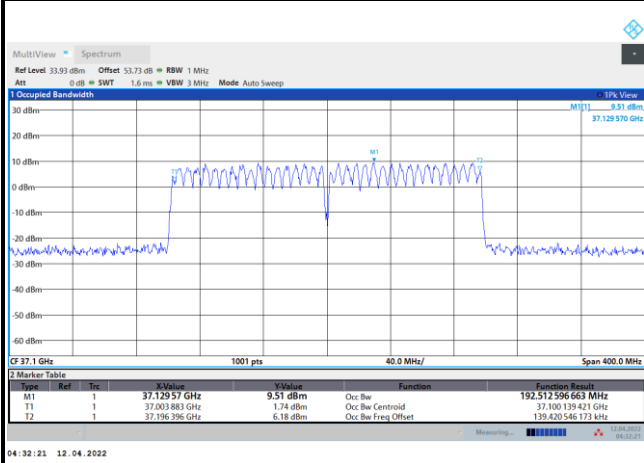 MultiView Spectrum
Ref Level 33.93 dBm Offset 53.73 dB RBW 1 MHz
Att 0 dB SWT 1.6 ms VBW 3 MHz Mode Auto Sweep
1 Occupied Bandwidth 1Pk View
M1[1] 9.51 dBm
37.129 570 GHz
30 dBm
20 dBm
10 dBm
0 dBm
-10 dBm
-20 dBm
-30 dBm
-40 dBm
-50 dBm
-60 dBm
M1
T1
T2
CF 37.1 GHz 1001 pts 40.0 MHz/ Span 400.0 MHz
2 Marker Table
Type Ref Trc X-Value Y-Value Function Function Result
M1 1 37.129 57 GHz 9.51 dBm Occ Bw 192.512 596 663 MHz
T1 1 37.003 883 GHz 1.74 dBm Occ Bw Centroid 37.100 139 421 GHz
T2 1 37.196 396 GHz 6.18 dBm Occ Bw Freq Offset 139.420 546 173 kHz
Measuring... 12.04.2022
04:32:21
04:32:21 12.04.2022